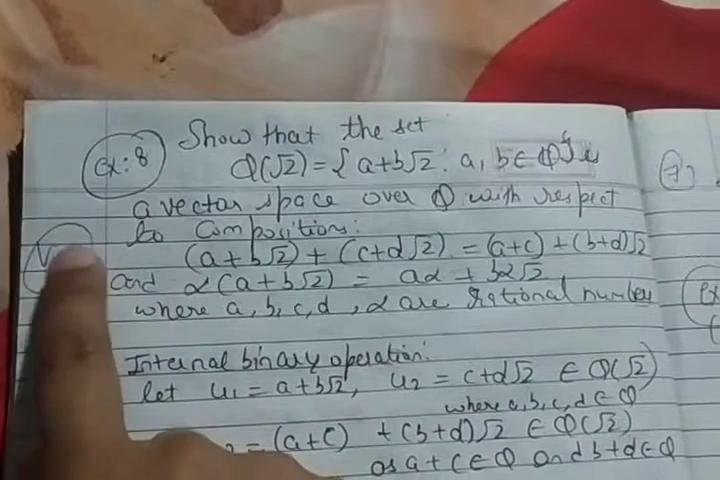 Ex: 8 Show that the set
Q(√2) = { a+b√2 : a, b ∈ Q } is
a vector space over Q with respect
to compositions:
(a+b√2) + (c+d√2) = (a+c) + (b+d)√2
and α(a+b√2) = aα + bα√2
where a, b, c, d, α are rational number
Internal binary operation:
let u₁ = a+b√2, u₂ = c+d√2 ∈ Q(√2)
where a, b, c, d ∈ Q
= (a+c) + (b+d)√2 ∈ Q(√2)
as a+c ∈ Q and b+d ∈ Q